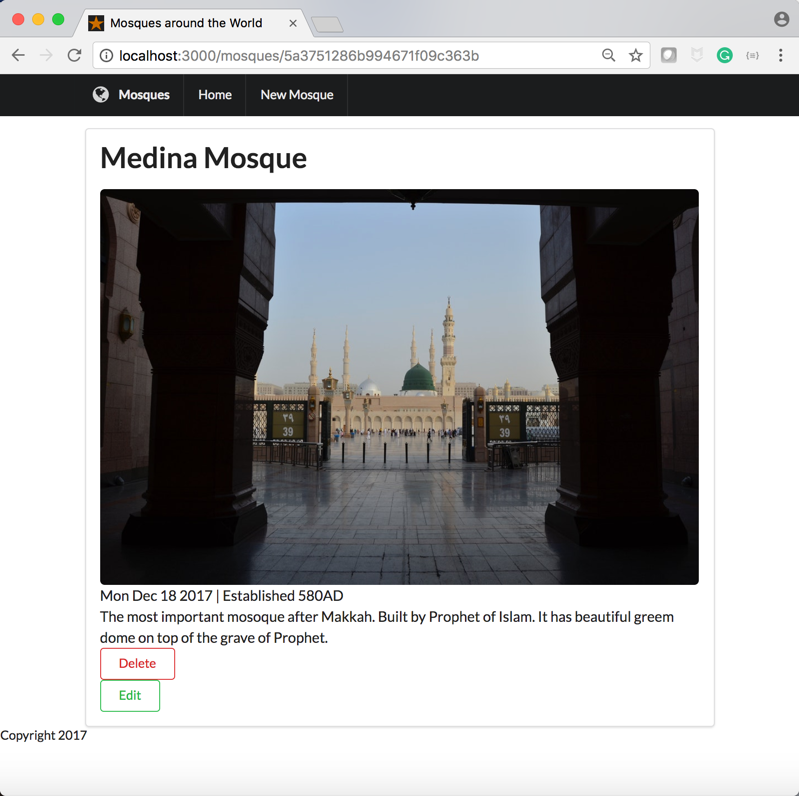 Mosques around the World
localhost:3000/mosques/5a3751286b994671f09c363b
Mosques Home New Mosque
Medina Mosque
٣٩ ٣٩
39 39
Mon Dec 18 2017 | Established 580AD
The most important mosoque after Makkah. Built by Prophet of Islam. It has beautiful greem
dome on top of the grave of Prophet.
Delete
Edit
Copyright 2017